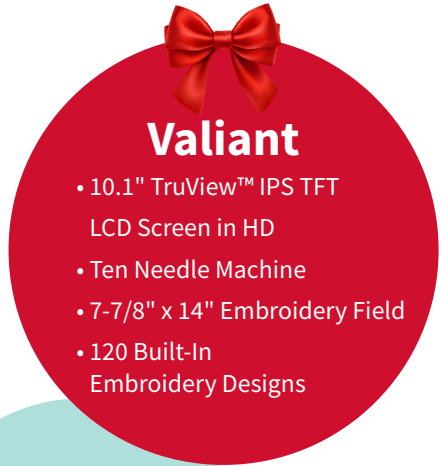 Valiant
• 10.1" TruView™ IPS TFT
LCD Screen in HD
• Ten Needle Machine
• 7-7/8" x 14" Embroidery Field
• 120 Built-In
Embroidery Designs